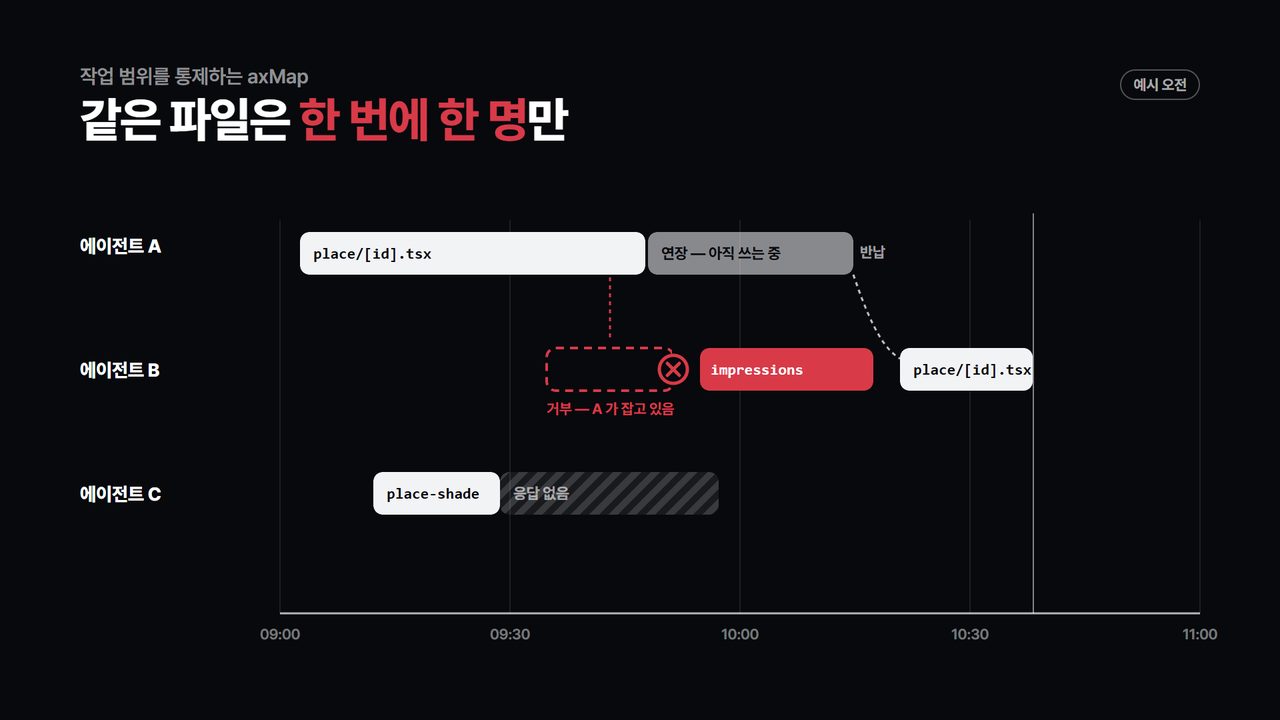 작업 범위를 통제하는 axMap
예시 오전
같은 파일은 한 번에 한 명만
에이전트 A
place/[id].tsx
연장 — 아직 쓰는 중
반납
에이전트 B
impressions
place/[id].tsx
거부 — A 가 잡고 있음
에이전트 C
place-shade
응답 없음
09:00
09:30
10:00
10:30
11:00